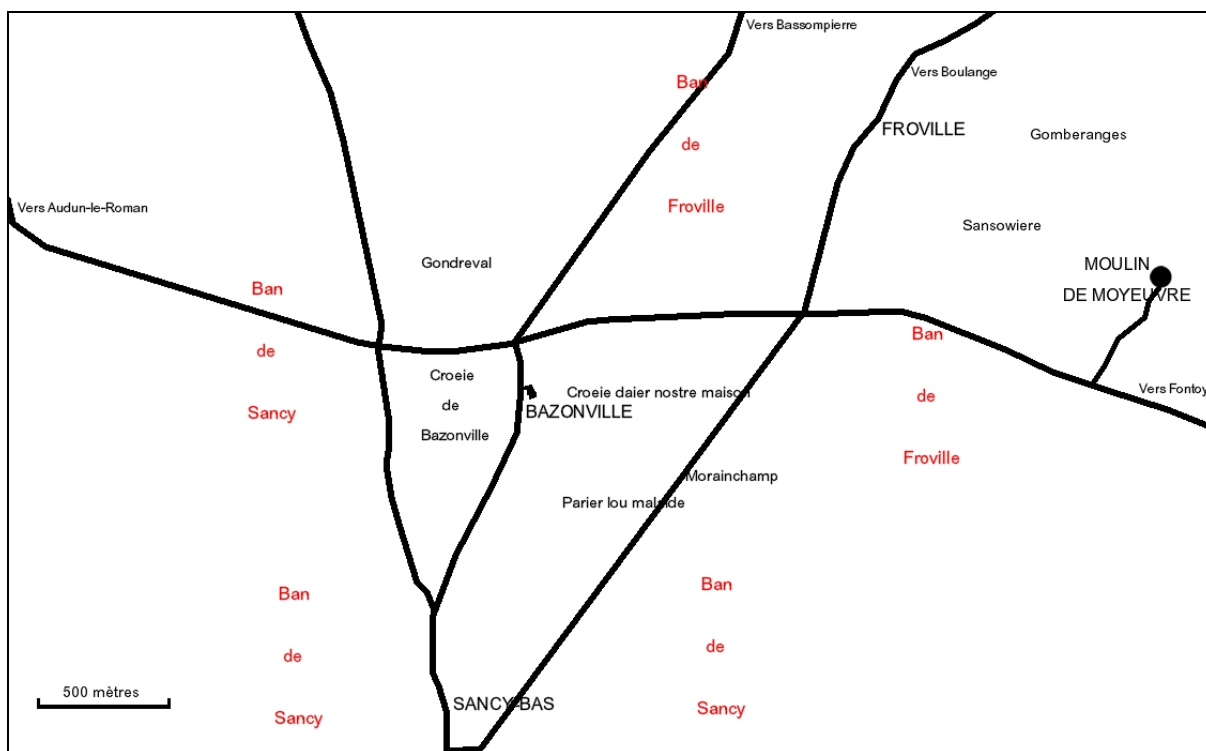 Vers Bassompierre
Vers Boulange
Ban
de
Froville
FROVILLE
Gomberanges
Vers Audun-le-Roman
Sansowiere
Gondreval
MOULIN
DE MOYEUVRE
Ban
de
Sancy
Ban
de
Froville
Croeie
de
Bazonville
Croeie daier nostre maison
BAZONVILLE
Vers Fontoy
Morainchamp
Parier lou malaide
Ban
de
Sancy
Ban
de
Sancy
500 mètres
SANCY-BAS